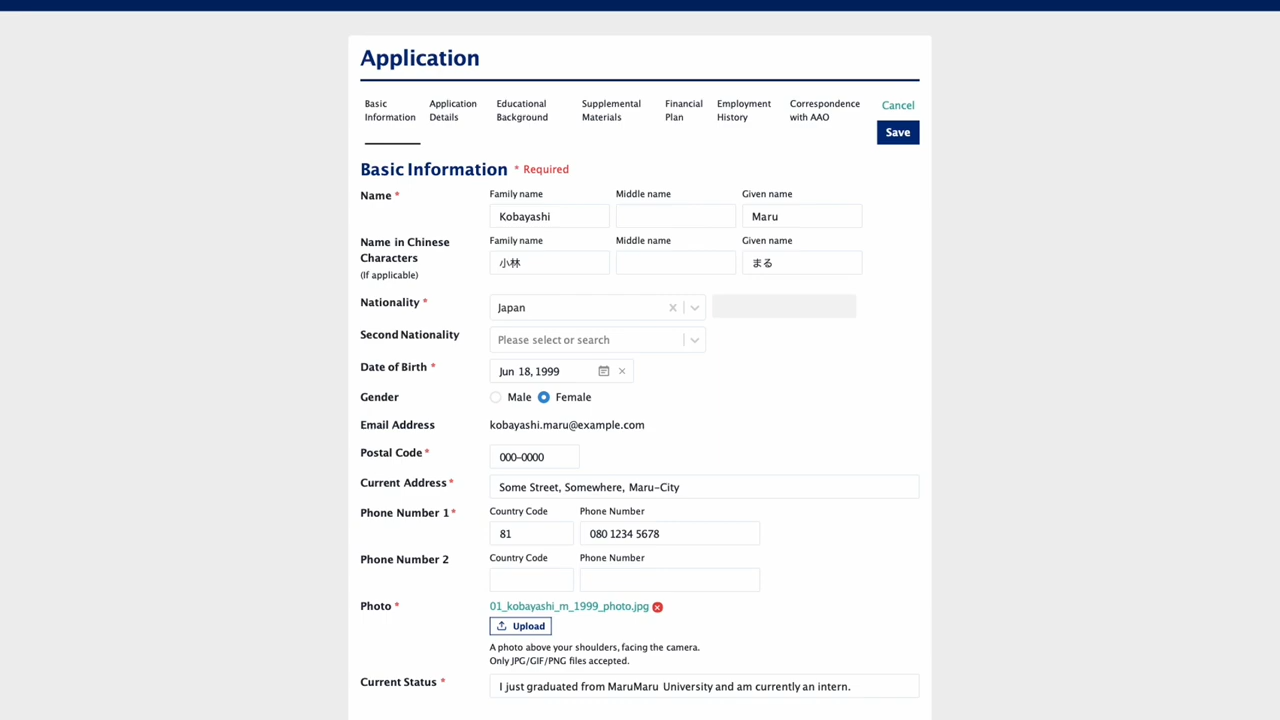 Application
Basic Information
Application Details
Educational Background
Supplemental Materials
Financial Plan
Employment History
Correspondence with AAO
Cancel
Save
Basic Information * Required
Name *
Family name Middle name Given name
Kobayashi Maru
Name in Chinese Characters
(If applicable)
Family name Middle name Given name
小林 まる
Nationality *
Japan
Second Nationality
Please select or search
Date of Birth *
Jun 18, 1999
Gender
Male Female
Email Address
kobayashi.maru@example.com
Postal Code *
000-0000
Current Address *
Some Street, Somewhere, Maru-City
Phone Number 1 *
Country Code Phone Number
81 080 1234 5678
Phone Number 2
Country Code Phone Number
Photo *
01_kobayashi_m_1999_photo.jpg
Upload
A photo above your shoulders, facing the camera.
Only JPG/GIF/PNG files accepted.
Current Status *
I just graduated from MaruMaru University and am currently an intern.